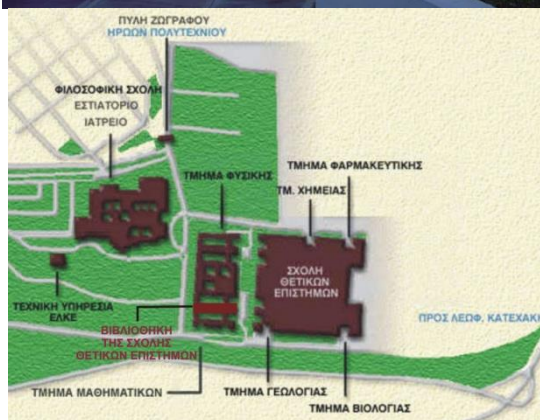 ΠΥΛΗ ΖΩΓΡΑΦΟΥ
ΗΡΩΩΝ ΠΟΛΥΤΕΧΝΙΟΥ
ΦΙΛΟΣΟΦΙΚΗ ΣΧΟΛΗ
ΕΣΤΙΑΤΟΡΙΟ
ΙΑΤΡΕΙΟ
ΤΜΗΜΑ ΦΑΡΜΑΚΕΥΤΙΚΗΣ
ΤΜΗΜΑ ΦΥΣΙΚΗΣ
ΤΜ. ΧΗΜΕΙΑΣ
ΣΧΟΛΗ
ΘΕΤΙΚΩΝ
ΕΠΙΣΤΗΜΩΝ
ΤΕΧΝΙΚΗ ΥΠΗΡΕΣΙΑ
ΕΛΚΕ
ΠΡΟΣ ΛΕΩΦ. ΚΑΤΕΧΑΚΗ
ΒΙΒΛΙΟΘΗΚΗ
ΤΗΣ ΣΧΟΛΗΣ
ΘΕΤΙΚΩΝ ΕΠΙΣΤΗΜΩΝ
ΤΜΗΜΑ ΜΑΘΗΜΑΤΙΚΩΝ
ΤΜΗΜΑ ΓΕΩΛΟΓΙΑΣ
ΤΜΗΜΑ ΒΙΟΛΟΓΙΑΣ